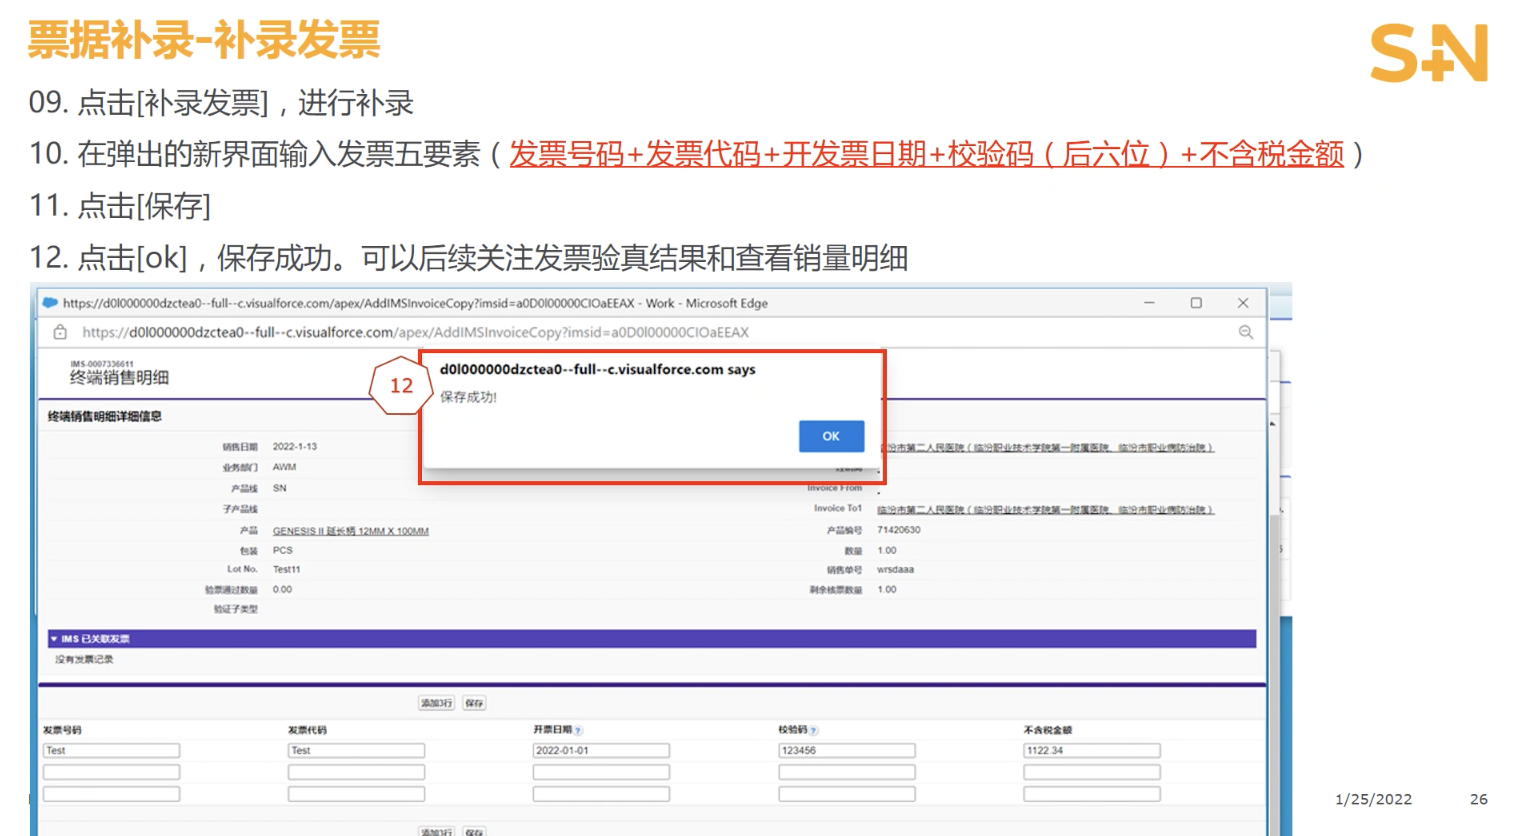 票据补录-补录发票
S+N
09. 点击[补录发票]，进行补录
10. 在弹出的新界面输入发票五要素（发票号码+发票代码+开发票日期+校验码（后六位）+不含税金额）
11. 点击[保存]
12. 点击[ok]，保存成功。可以后续关注发票验真结果和查看销量明细
https://d0l000000dzctea0--full--c.visualforce.com/apex/AddIMSInvoiceCopy?imsid=a0D0l00000CIOaEEAX - Work - Microsoft Edge
https://d0l000000dzctea0--full--c.visualforce.com/apex/AddIMSInvoiceCopy?imsid=a0D0l00000CIOaEEAX
IMS-0007336611
终端销售明细
12
d0l000000dzctea0--full--c.visualforce.com says
保存成功!
OK
终端销售明细详细信息
销售日期 2022-1-13
临汾市第二人民医院（临汾职业技术学院第一附属医院、临汾市职业病防治院）
业务部门 AWM
产品线 SN
Invoice From
子产品线
Invoice To1 临汾市第二人民医院（临汾职业技术学院第一附属医院、临汾市职业病防治院）
产品 GENESIS II 延长柄 12MM X 100MM
产品编号 71420630
包装 PCS
数量 1.00
Lot No. Test11
销售单号 wrsdaaa
验票通过数量 0.00
剩余核票数量 1.00
验证子类型
IMS 已关联发票
没有发票记录
添加3行 保存
发票号码 发票代码 开票日期 ? 校验码 ? 不含税金额
Test Test 2022-01-01 123456 1122.34
添加3行 保存
1/25/2022 26